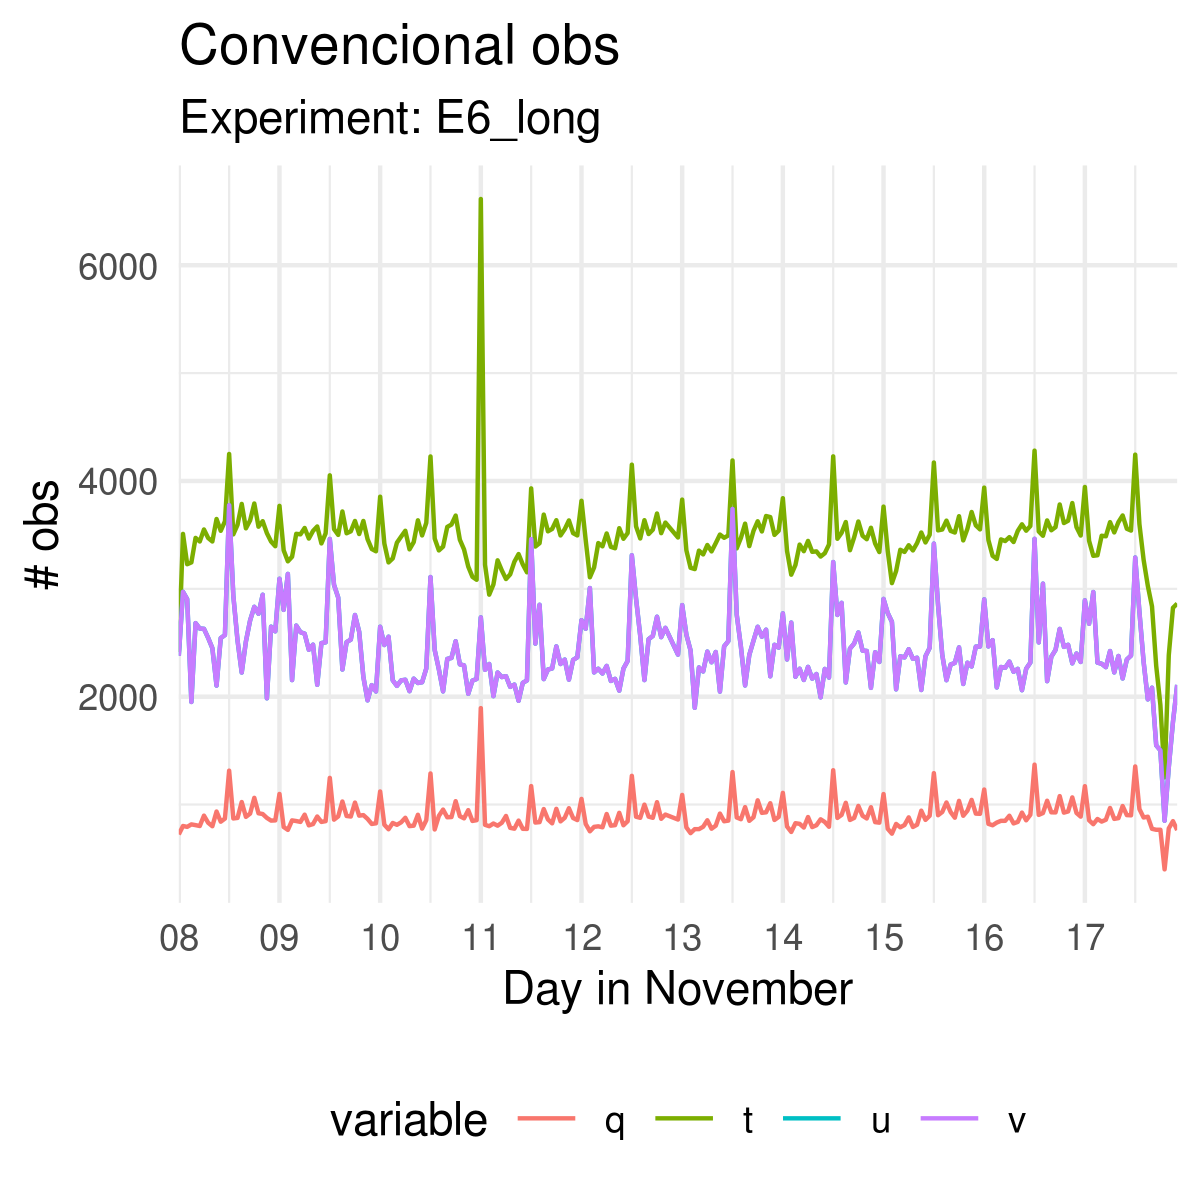 Convencional obs
Experiment: E6_long
# obs
6000
4000
2000
08 09 10 11 12 13 14 15 16 17
Day in November
variable q t u v